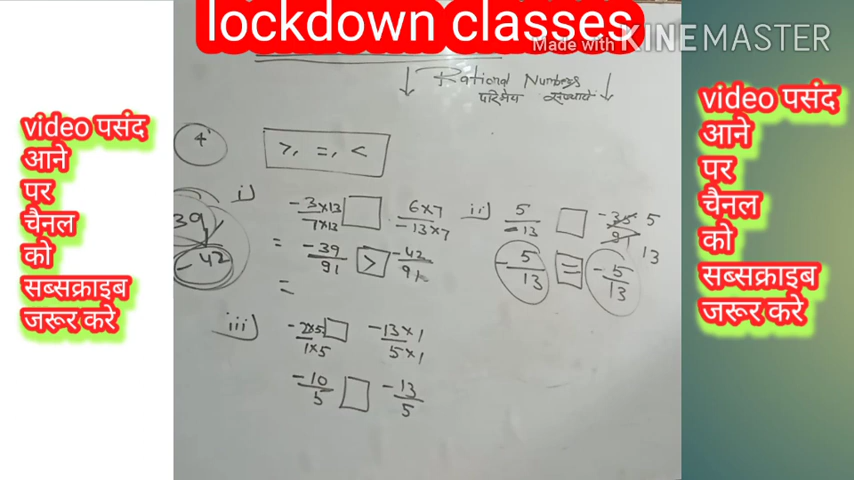 lockdown classes
Made with KINEMASTER
video पसंद
आने
पर
चैनल
को
सब्सक्राइब
जरूर करे
video पसंद
आने
पर
चैनल
को
सब्सक्राइब
जरूर करे
↓ Rational Numbers ↓
परिमेय संख्याये
4
>, =, <
i) -3×13/7×13 □ 6×7/-13×7
= -39/91 > -42/91
=
39
-42
ii) 5/-13 □ -35/91 5/13
-5/13 = -5/13
iii) -2×5/1×5 □ -13×1/5×1
-10/5 □ -13/5